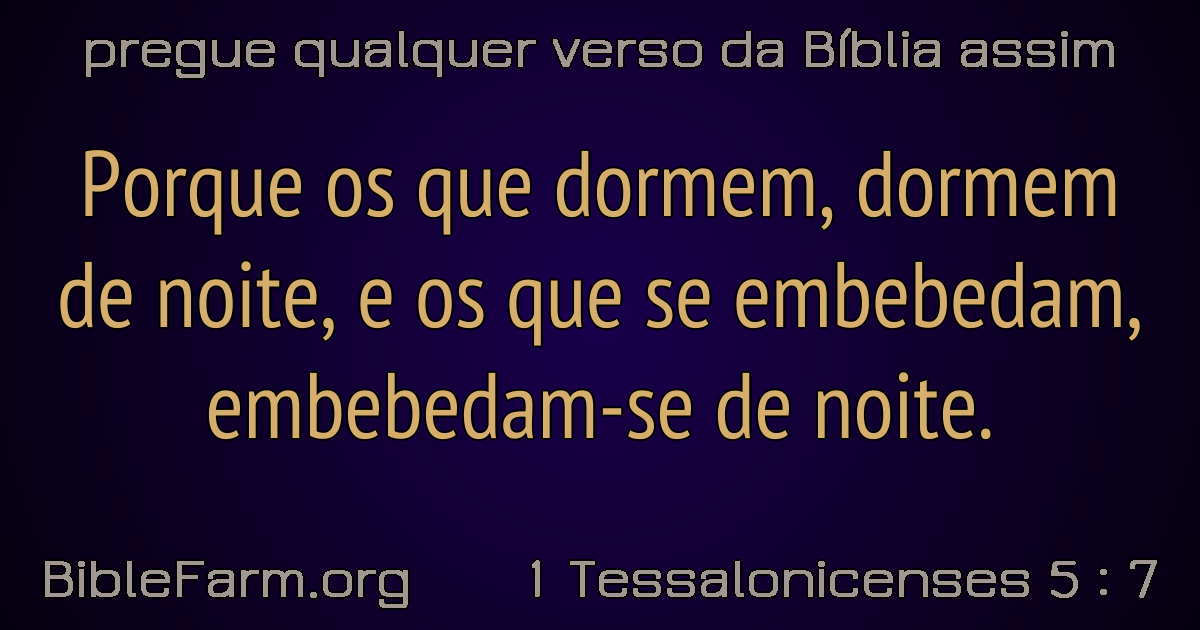 pregue qualquer verso da Bíblia assim
Porque os que dormem, dormem
de noite, e os que se embebedam,
embebedam-se de noite.
BibleFarm.org
1 Tessalonicenses 5 : 7